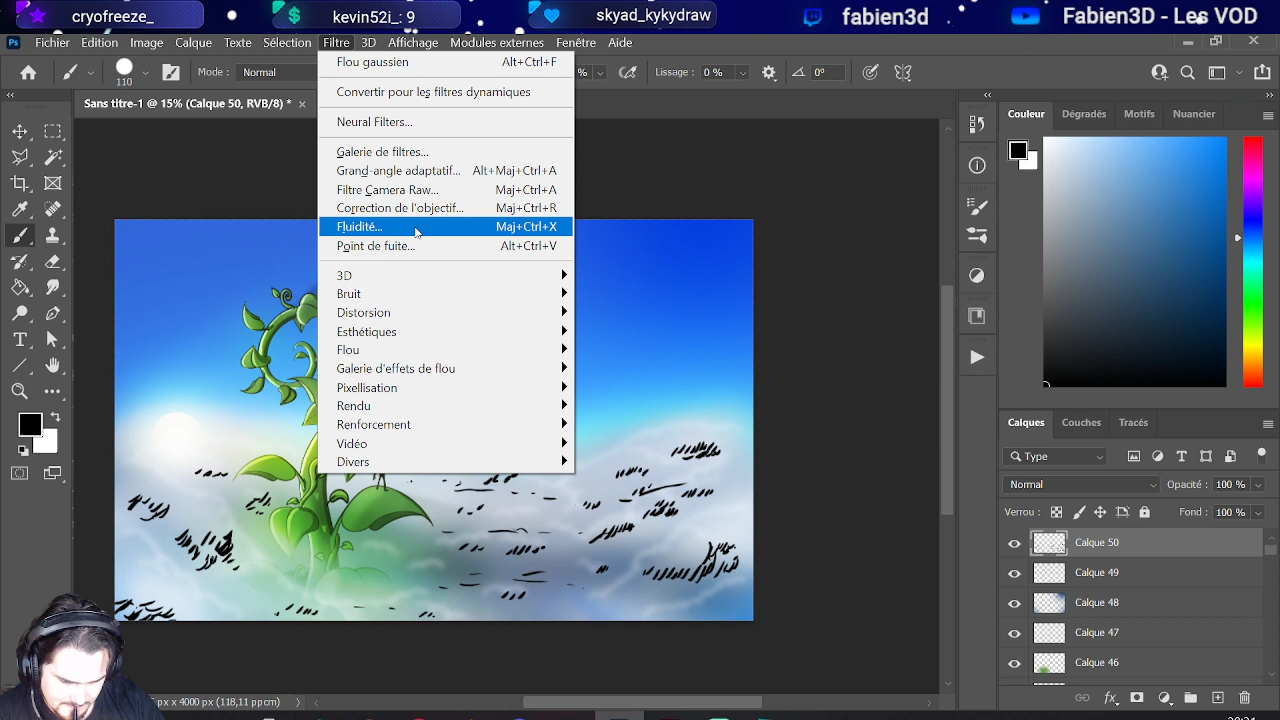 cryofreeze_
kevin52i_: 9
skyad_kykydraw
fabien3d
Fabien3D - Les VOD
Ps Fichier Edition Image Calque Texte Sélection Filtre 3D Affichage Modules externes Fenêtre Aide
110 Mode : Normal % Lissage : 0 % 0°
Sans titre-1 @ 15% (Calque 50, RVB/8) *
Flou gaussien Alt+Ctrl+F
Convertir pour les filtres dynamiques
Neural Filters...
Galerie de filtres...
Grand-angle adaptatif... Alt+Maj+Ctrl+A
Filtre Camera Raw... Maj+Ctrl+A
Correction de l'objectif... Maj+Ctrl+R
Fluidité... Maj+Ctrl+X
Point de fuite... Alt+Ctrl+V
3D
Bruit
Distorsion
Esthétiques
Flou
Galerie d'effets de flou
Pixellisation
Rendu
Renforcement
Vidéo
Divers
Couleur Dégradés Motifs Nuancier
Calques Couches Tracés
Type
Normal Opacité : 100 %
Verrou : Fond : 100 %
Calque 50
Calque 49
Calque 48
Calque 47
Calque 46
px x 4000 px (118,11 ppcm)